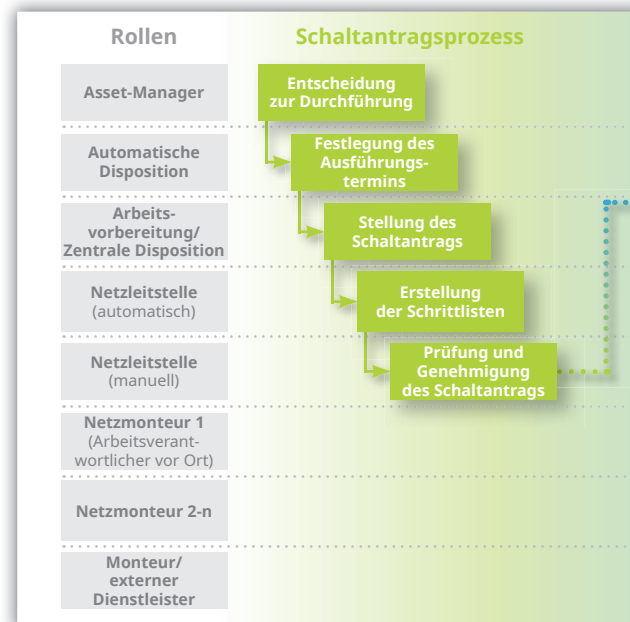 Rollen
Schaltantragsprozess
Asset-Manager
Entscheidung
zur Durchführung
Automatische
Disposition
Festlegung des
Ausführungs-
termins
Arbeits-
vorbereitung/
Zentrale Disposition
Stellung des
Schaltantrags
Netzleitstelle
(automatisch)
Erstellung
der Schrittlisten
Netzleitstelle
(manuell)
Prüfung und
Genehmigung
des Schaltantrags
Netzmonteur 1
(Arbeitsverant-
wortlicher vor Ort)
Netzmonteur 2-n
Monteur/
externer
Dienstleister